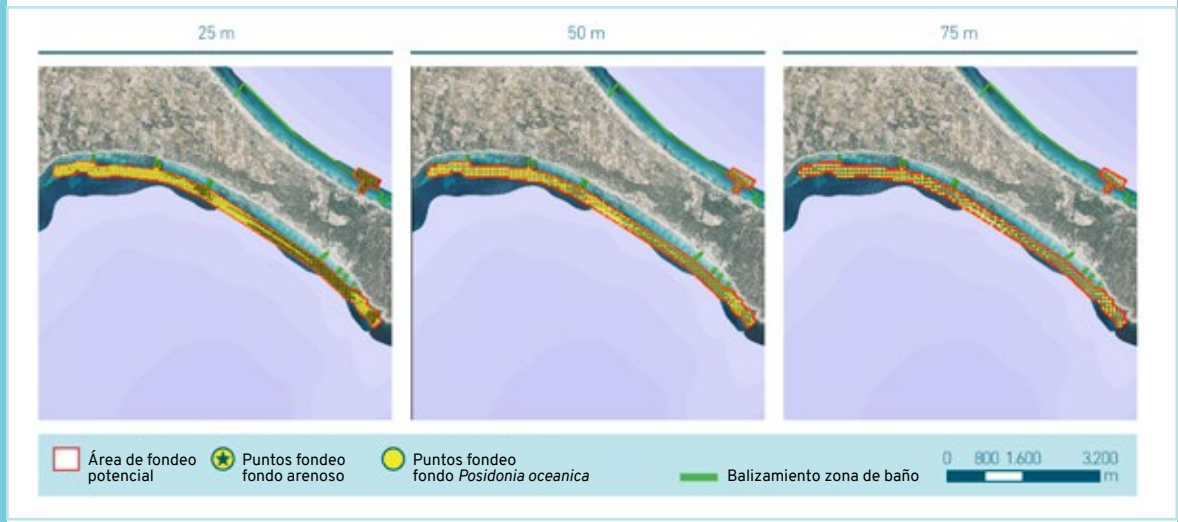 25 m
50 m
75 m
Área de fondeo
potencial
Puntos fondeo
fondo arenoso
Puntos fondeo
fondo Posidonia oceanica
Balizamiento zona de baño
0 800 1.600 3.200
m